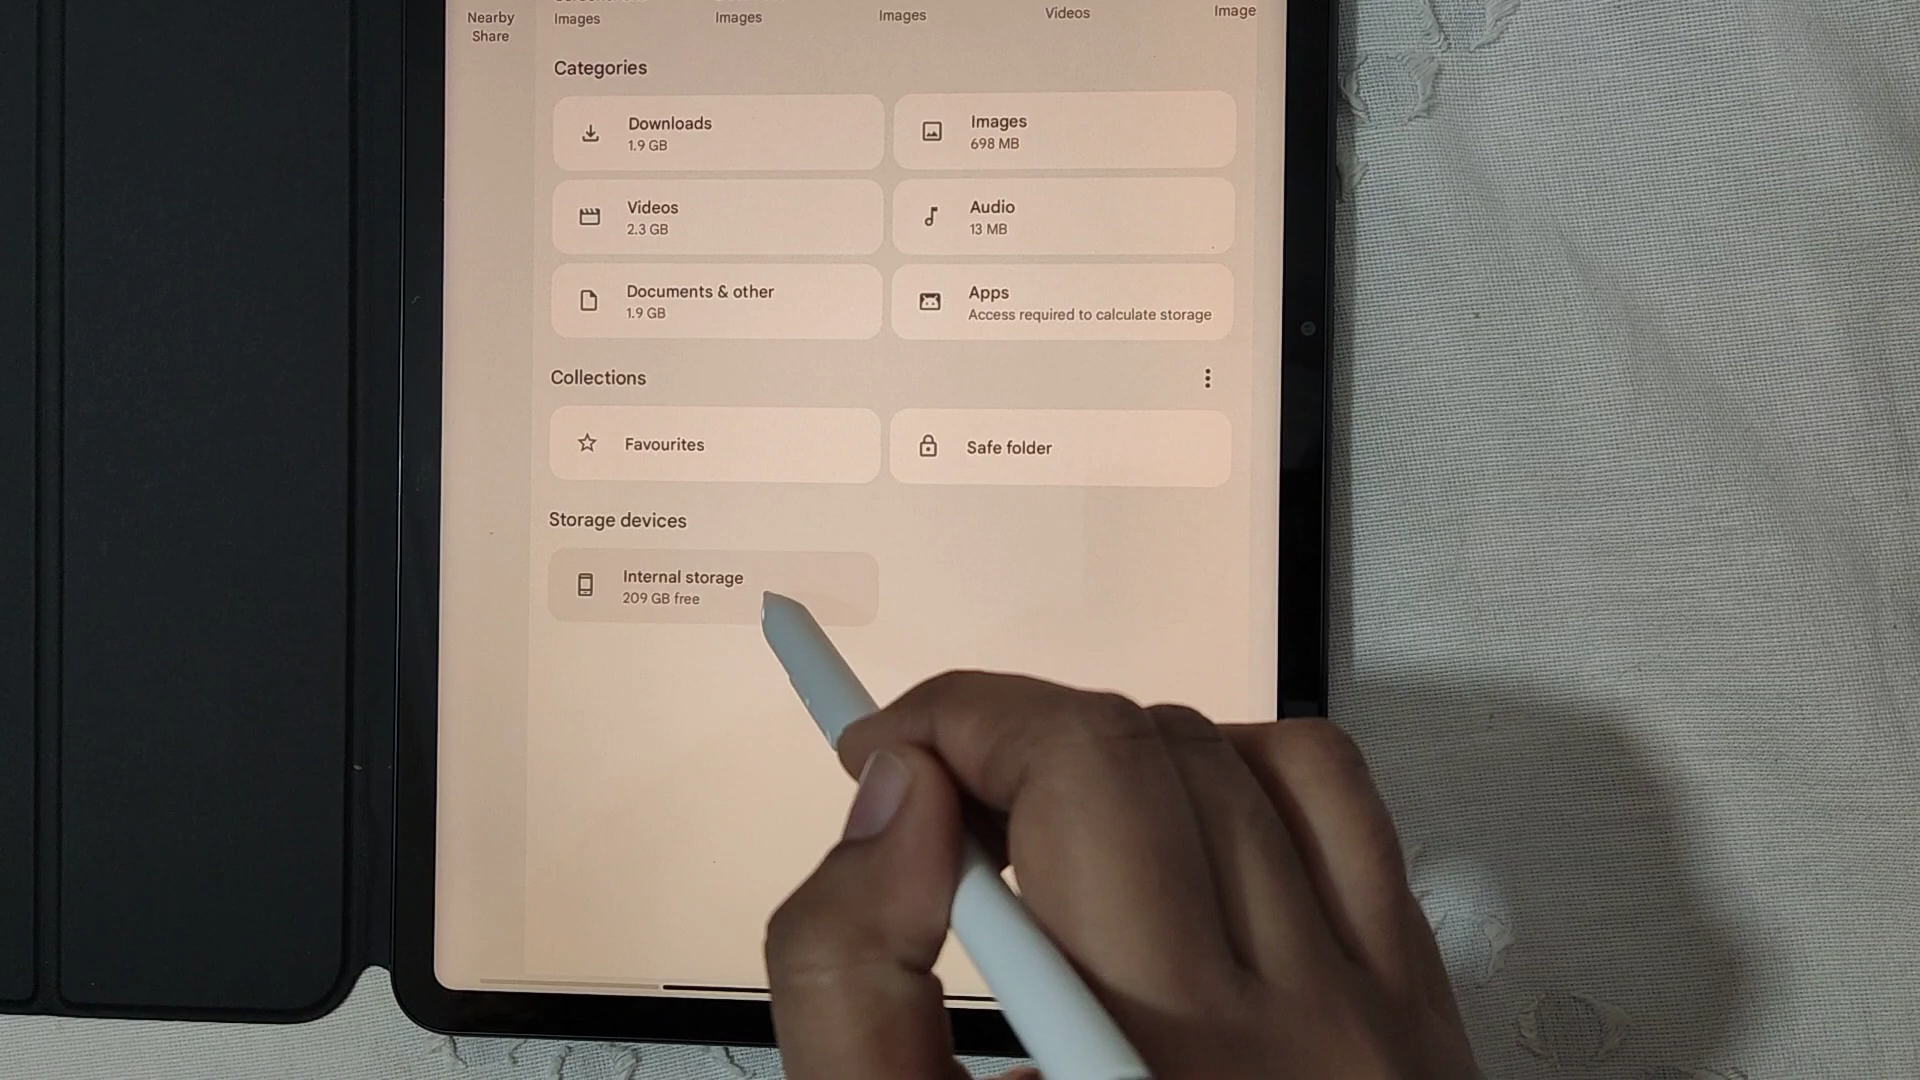 Nearby
Share
Images
Images
Images
Videos
Image
Categories
Downloads
1.9 GB
Images
698 MB
Videos
2.3 GB
Audio
13 MB
Documents & other
1.9 GB
Apps
Access required to calculate storage
Collections
Favourites
Safe folder
Storage devices
Internal storage
209 GB free